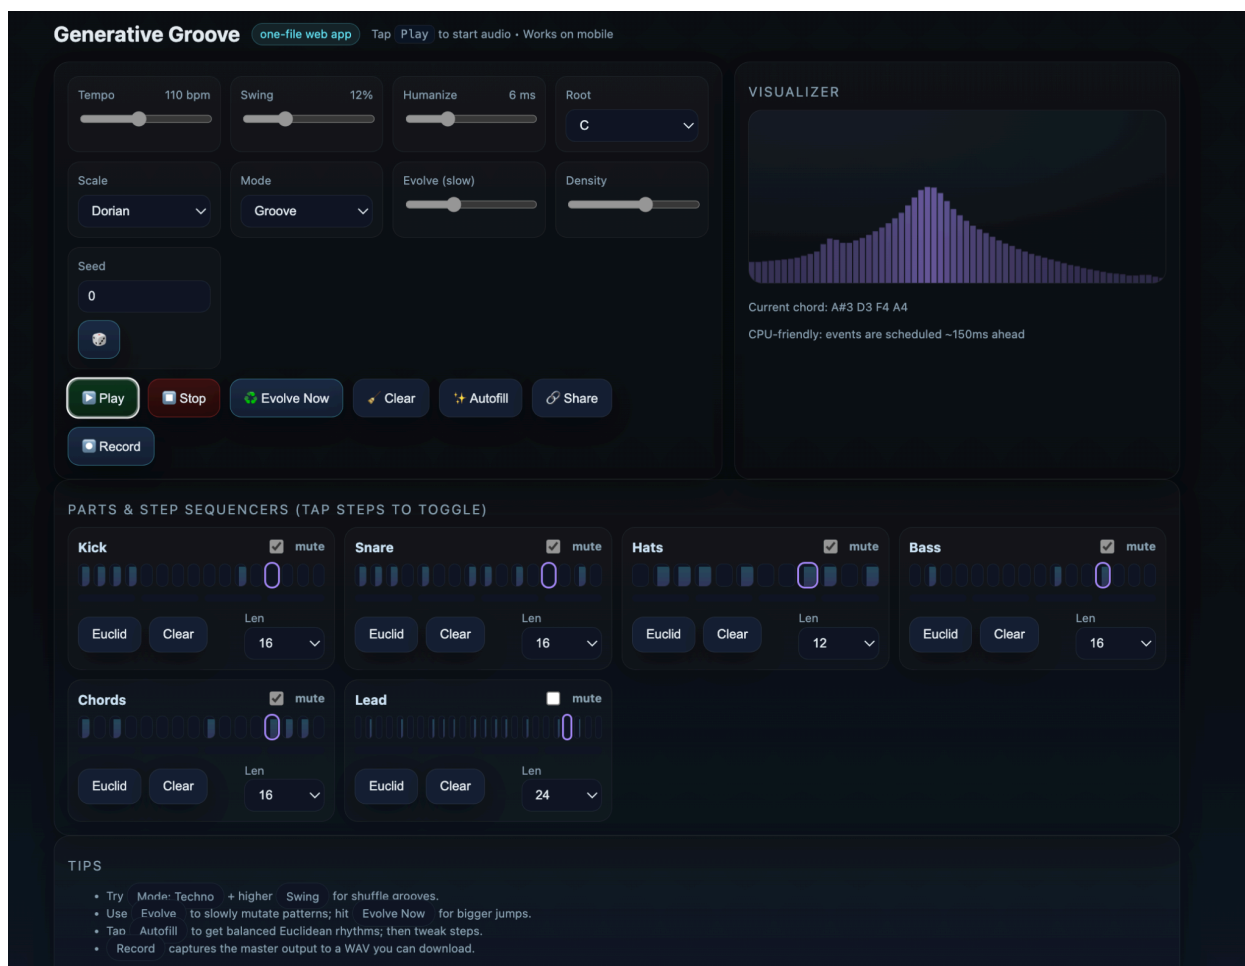 Generative Groove one-file web app Tap Play to start audio • Works on mobile
Tempo 110 bpm
Swing 12%
Humanize 6 ms
Root
C
Scale
Dorian
Mode
Groove
Evolve (slow)
Density
Seed
0
Play
Stop
Evolve Now
Clear
Autofill
Share
Record
VISUALIZER
Current chord: A#3 D3 F4 A4
CPU-friendly: events are scheduled ~150ms ahead
PARTS & STEP SEQUENCERS (TAP STEPS TO TOGGLE)
Kick mute
Euclid Clear
Len
16
Snare mute
Euclid Clear
Len
16
Hats mute
Euclid Clear
Len
12
Bass mute
Euclid Clear
Len
16
Chords mute
Euclid Clear
Len
16
Lead mute
Euclid Clear
Len
24
TIPS
• Try Mode: Techno + higher Swing for shuffle grooves.
• Use Evolve to slowly mutate patterns; hit Evolve Now for bigger jumps.
• Tap Autofill to get balanced Euclidean rhythms; then tweak steps.
• Record captures the master output to a WAV you can download.